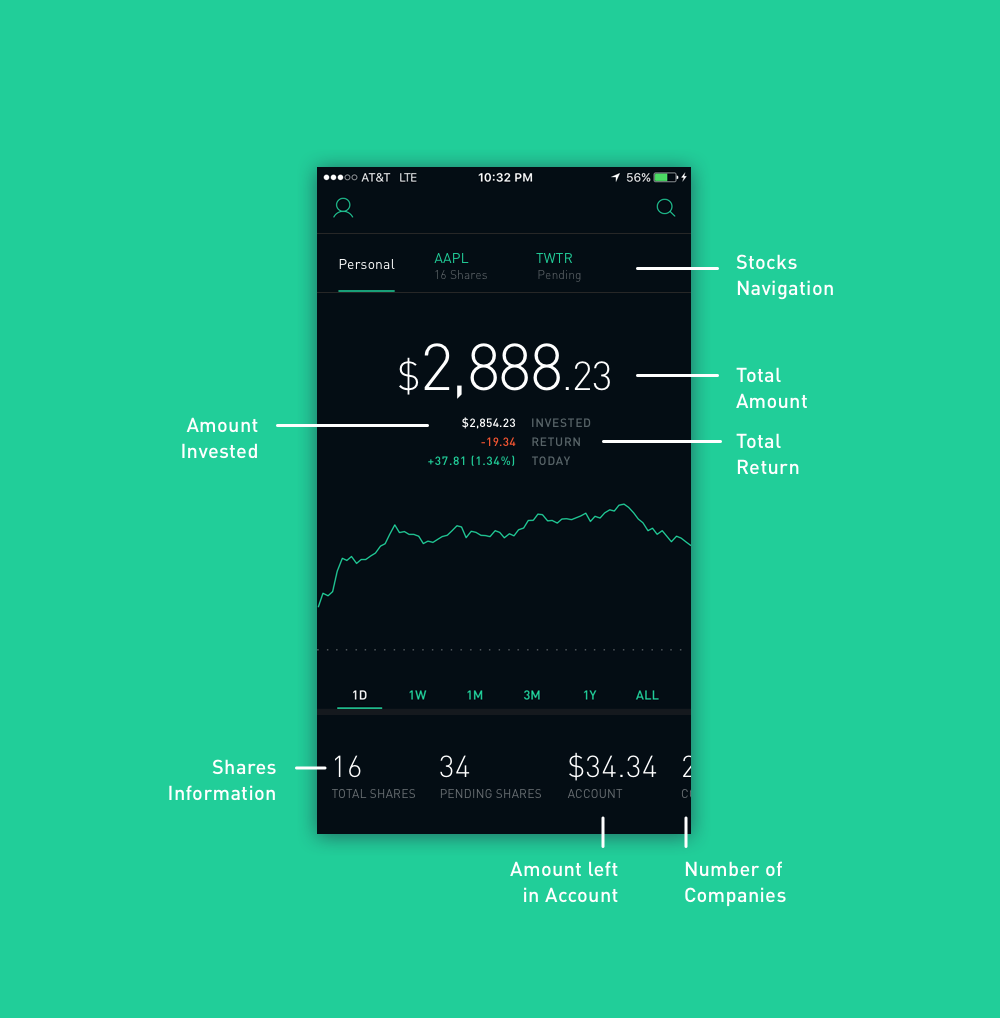 AT&T LTE 10:32 PM 56%
Personal
AAPL
16 Shares
TWTR
Pending
Stocks
Navigation
$2,888.23
Total
Amount
Amount
Invested
$2,854.23 INVESTED
-19.34 RETURN
+37.81 (1.34%) TODAY
Total
Return
1D 1W 1M 3M 1Y ALL
Shares
Information
16
TOTAL SHARES
34
PENDING SHARES
$34.34
ACCOUNT
2
Amount left
in Account
Number of
Companies